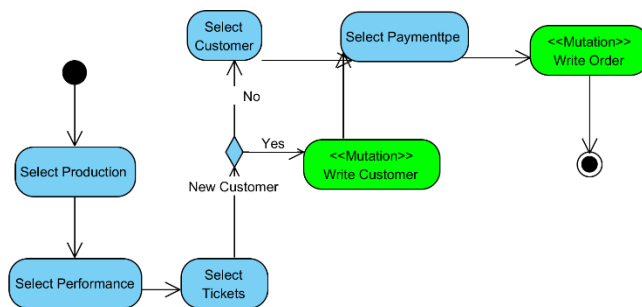 Select
Customer
Select Paymenttpe
<<Mutation>>
Write Order
No
Yes
Select Production
<<Mutation>>
Write Customer
New Customer
Select Performance
Select
Tickets